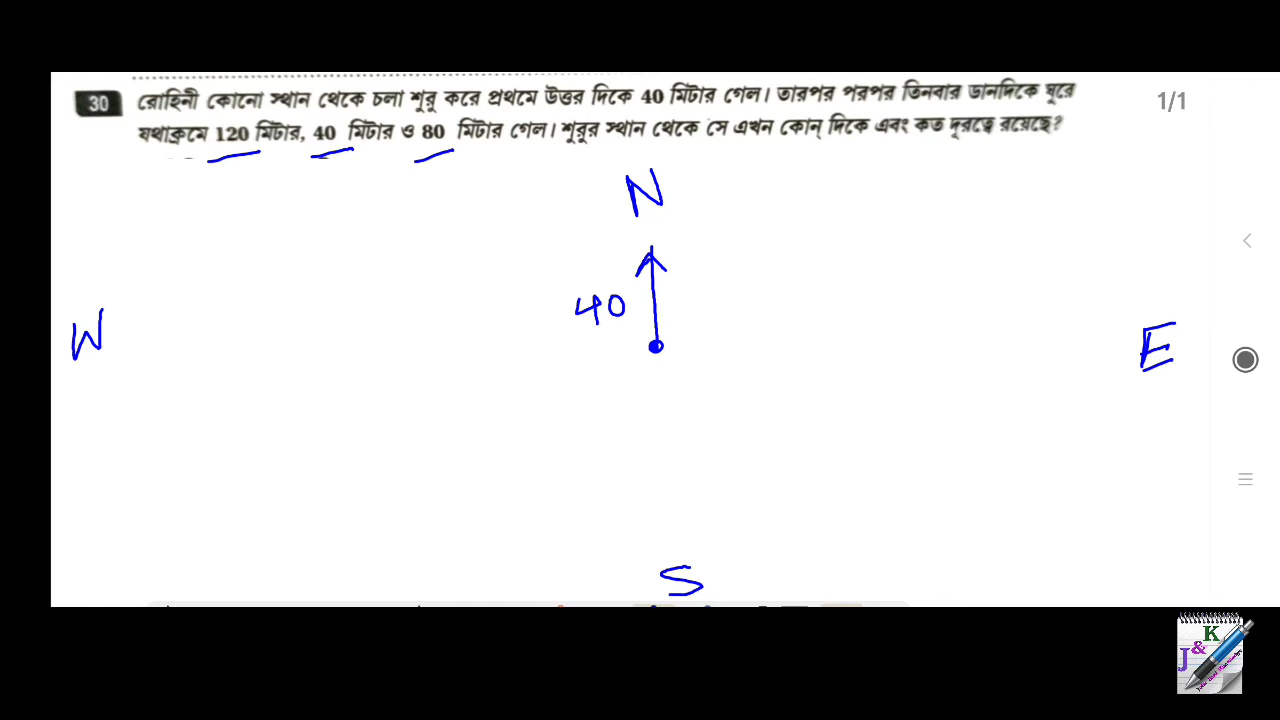 30 রোহিনী কোনো স্থান থেকে চলা শুরু করে প্রথমে উত্তর দিকে 40 মিটার গেল। তারপর পরপর তিনবার ডানদিকে ঘুরে
যথাক্রমে 120 মিটার, 40 মিটার ও 80 মিটার গেল। শুরুর স্থান থেকে সে এখন কোন্ দিকে এবং কত দূরত্বে রয়েছে?
1/1
N
40
W
E
S
J & K